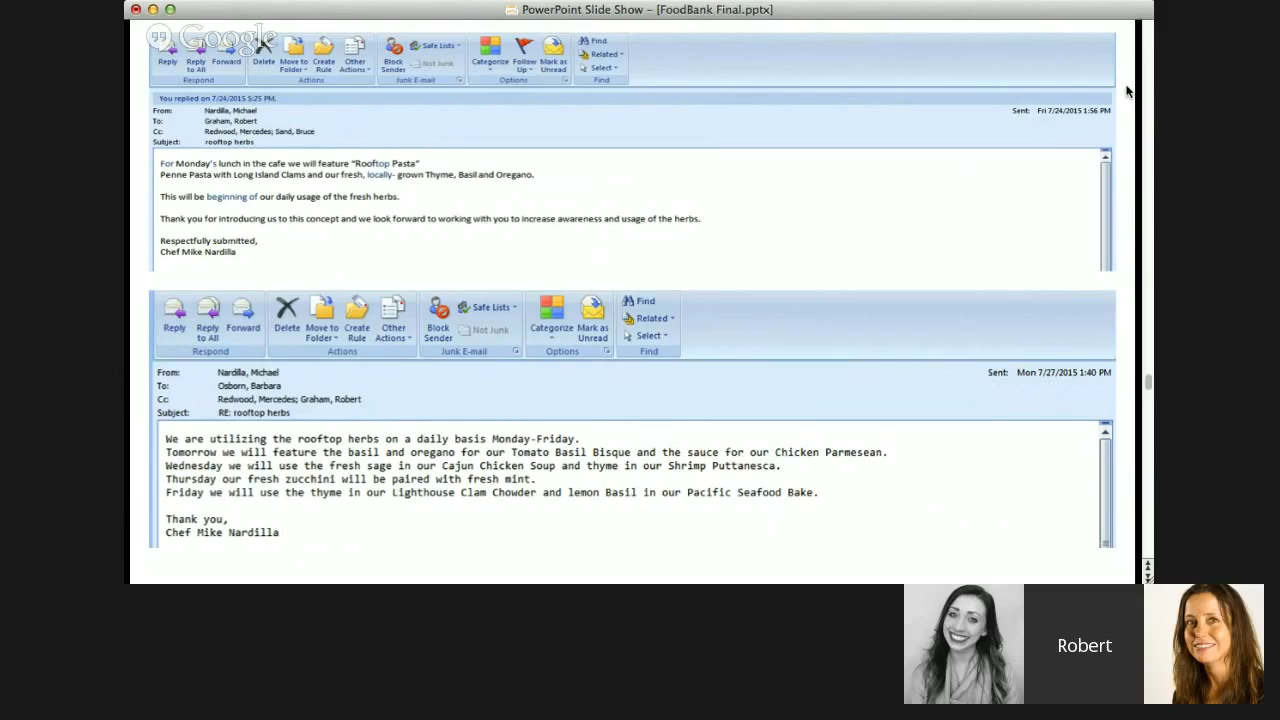 PowerPoint Slide Show - [FoodBank Final.pptx]
Google
Reply Reply to All Forward Delete Move to Folder Create Rule Other Actions Block Sender Safe Lists Not Junk Categorize Follow Up Mark as Unread Find Related Select
Respond Actions Junk E-mail Options Find
You replied on 7/24/2015 5:25 PM.
From: Nardilla, Michael Sent: Fri 7/24/2015 1:56 PM
To: Graham, Robert
Cc: Redwood, Mercedes; Sand, Bruce
Subject: rooftop herbs
For Monday's lunch in the cafe we will feature “Rooftop Pasta”
Penne Pasta with Long Island Clams and our fresh, locally- grown Thyme, Basil and Oregano.
This will be beginning of our daily usage of the fresh herbs.
Thank you for introducing us to this concept and we look forward to working with you to increase awareness and usage of the herbs.
Respectfully submitted,
Chef Mike Nardilla
Reply Reply to All Forward Delete Move to Folder Create Rule Other Actions Block Sender Safe Lists Not Junk Categorize Mark as Unread Find Related Select
Respond Actions Junk E-mail Options Find
From: Nardilla, Michael Sent: Mon 7/27/2015 1:40 PM
To: Osborn, Barbara
Cc: Redwood, Mercedes; Graham, Robert
Subject: RE: rooftop herbs
We are utilizing the rooftop herbs on a daily basis Monday-Friday.
Tomorrow we will feature the basil and oregano for our Tomato Basil Bisque and the sauce for our Chicken Parmesean.
Wednesday we will use the fresh sage in our Cajun Chicken Soup and thyme in our Shrimp Puttanesca.
Thursday our fresh zucchini will be paired with fresh mint.
Friday we will use the thyme in our Lighthouse Clam Chowder and lemon Basil in our Pacific Seafood Bake.
Thank you,
Chef Mike Nardilla
Robert